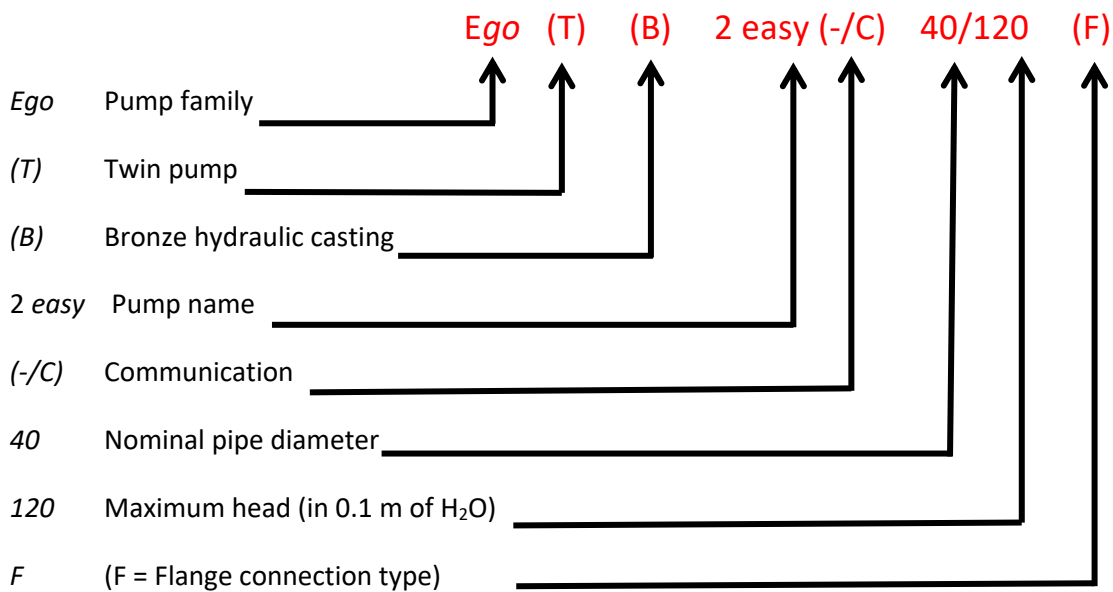 Ego (T) (B) 2 easy (-/C) 40/120 (F)
Ego Pump family
(T) Twin pump
(B) Bronze hydraulic casting
2 easy Pump name
(-/C) Communication
40 Nominal pipe diameter
120 Maximum head (in 0.1 m of H₂O)
F (F = Flange connection type)